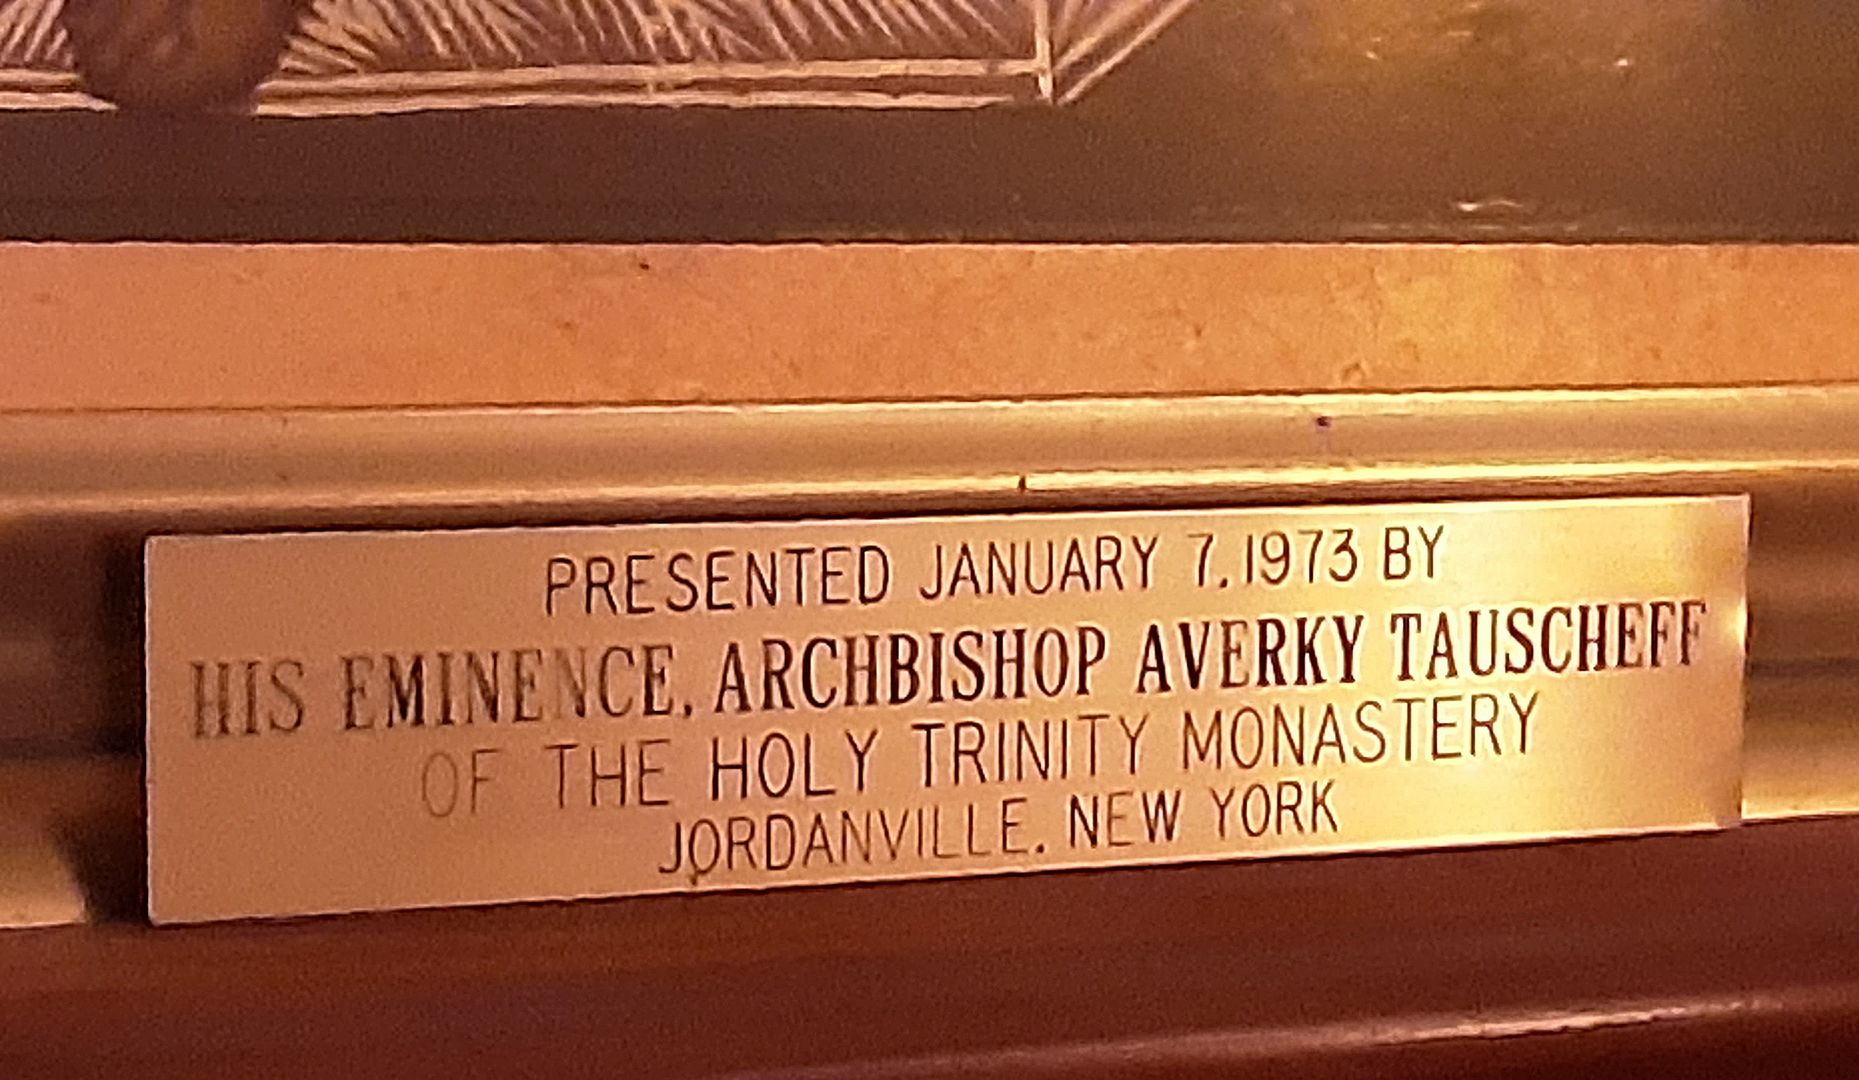 PRESENTED JANUARY 7, 1973 BY
HIS EMINENCE, ARCHBISHOP AVERKY TAUSCHEFF
OF THE HOLY TRINITY MONASTERY
JORDANVILLE, NEW YORK